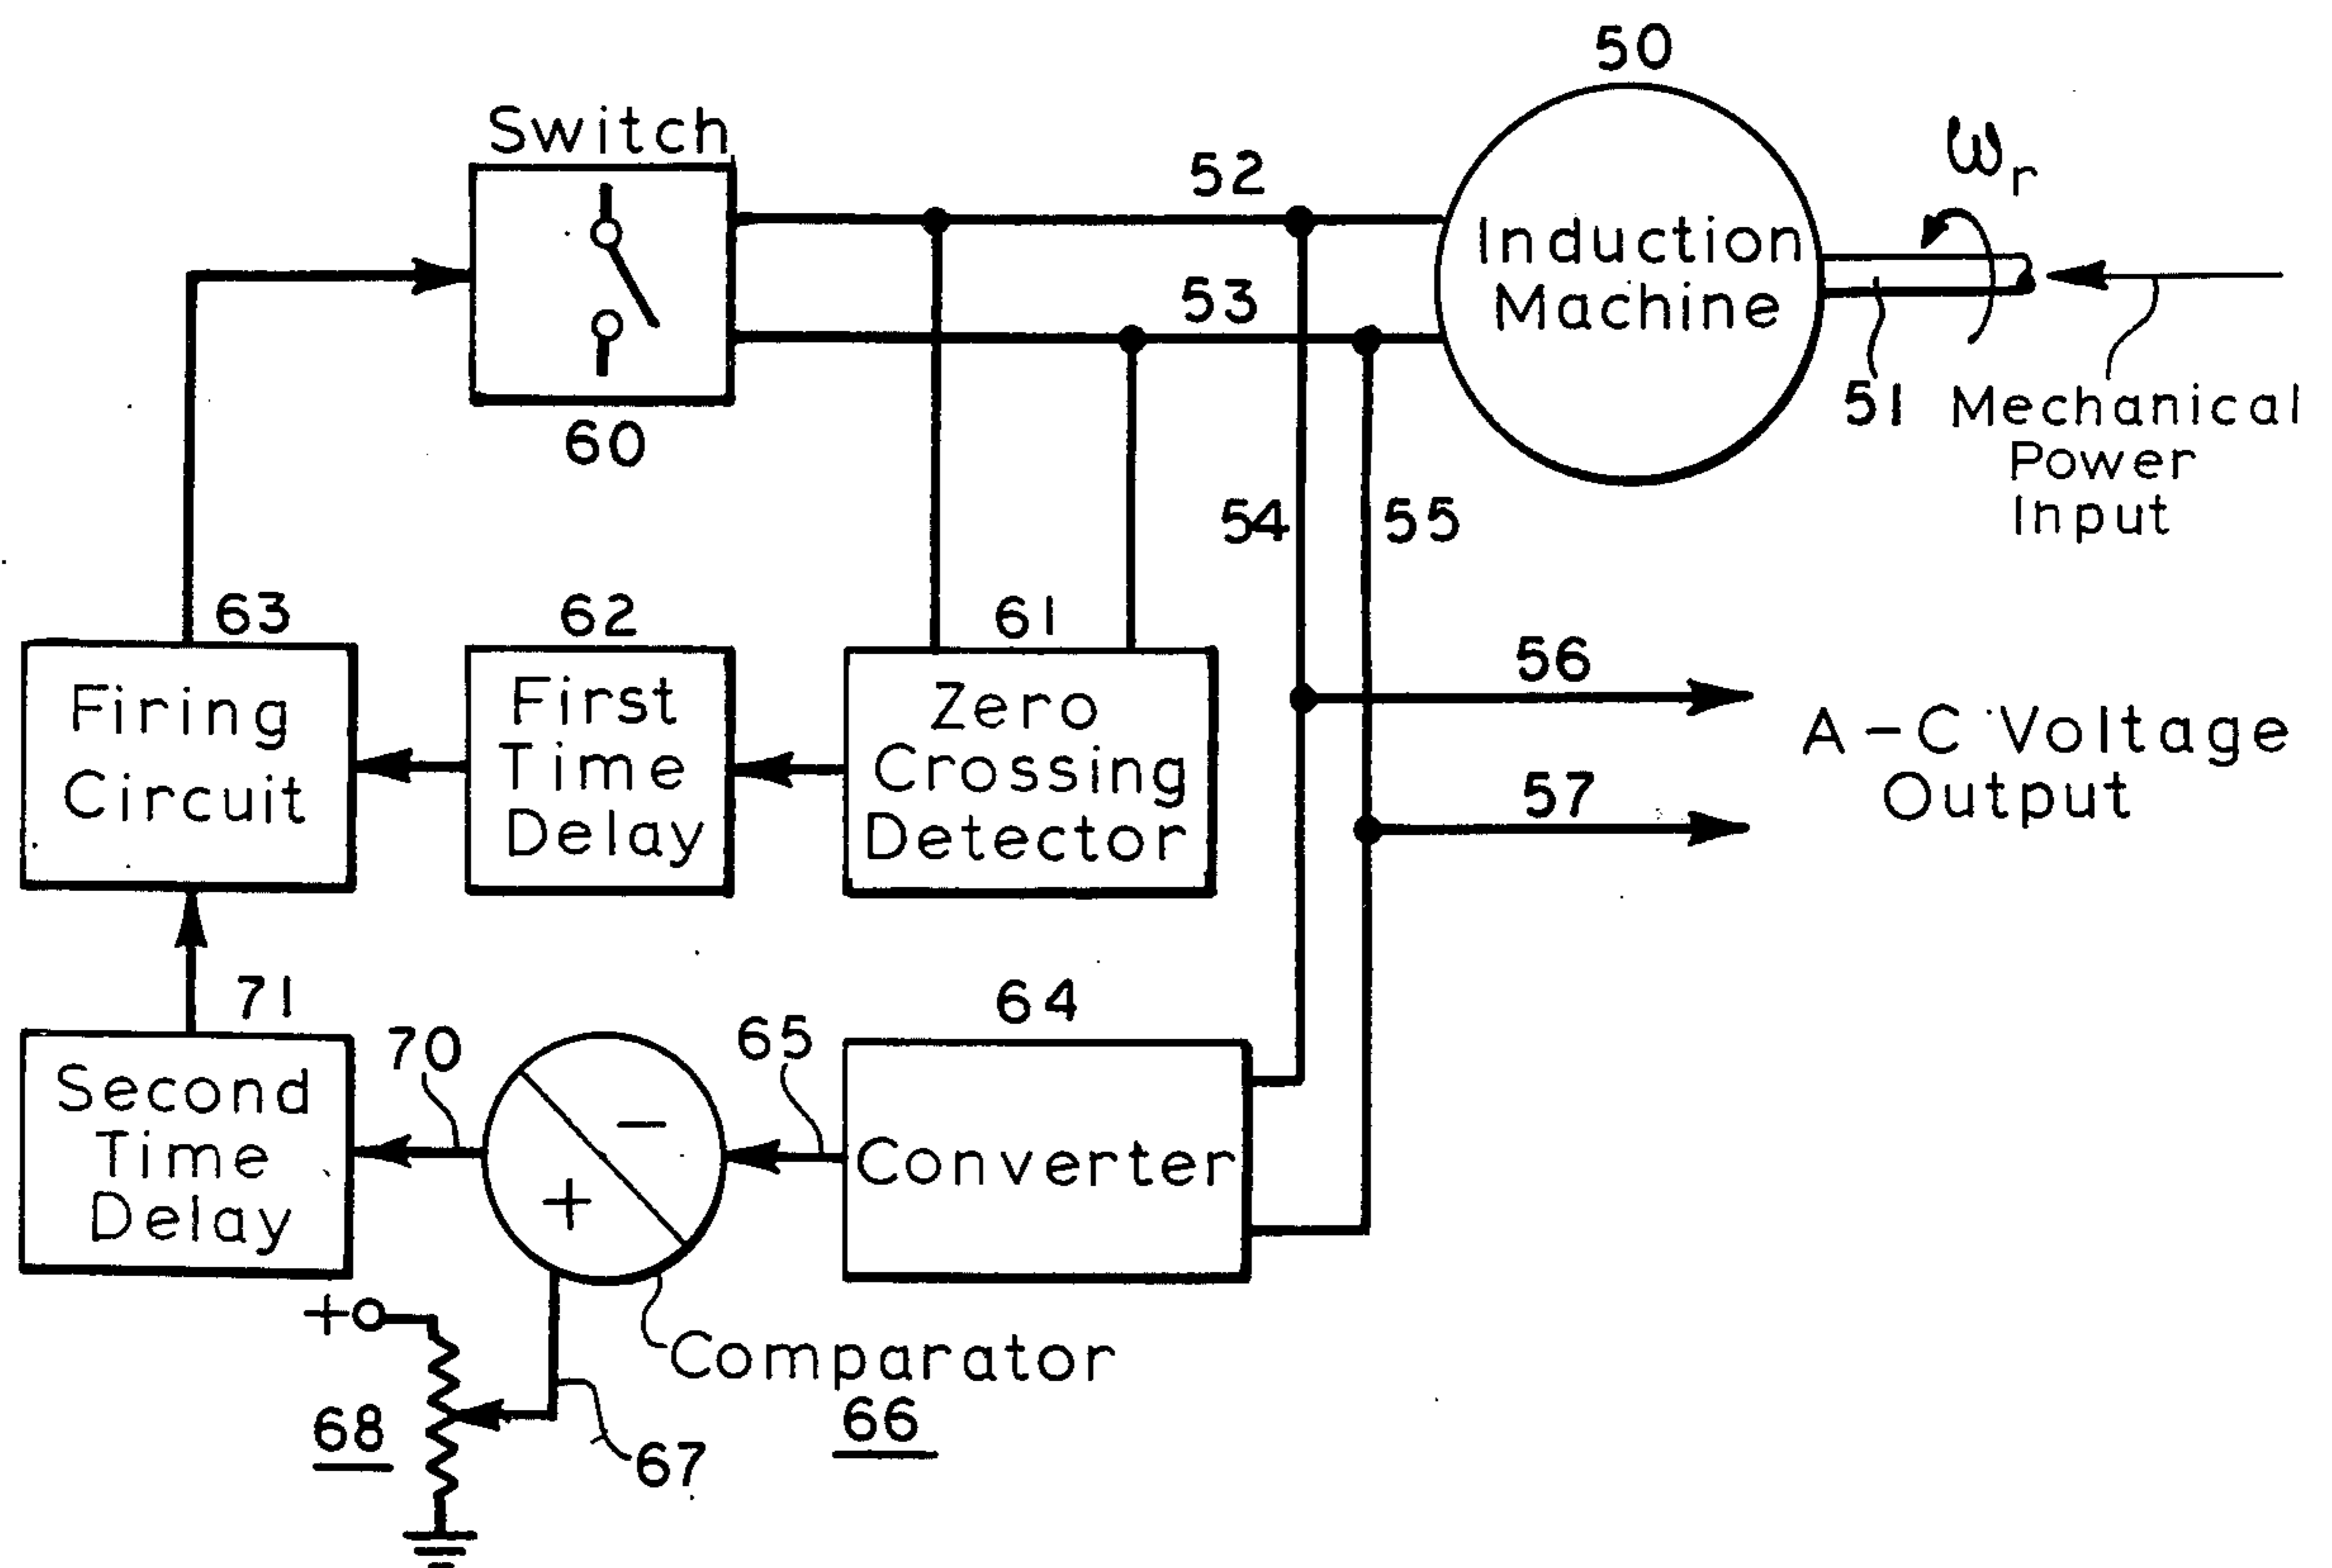 50
ωr
Switch
52
Induction
Machine
53
51
Mechanical
Power
Input
60
54
55
63
62
61
56
Firing
Circuit
First
Time
Delay
Zero
Crossing
Detector
A-C Voltage
Output
57
71
70
65
64
Second
Time
Delay
−
+
Converter
+
Comparator
66
68
67